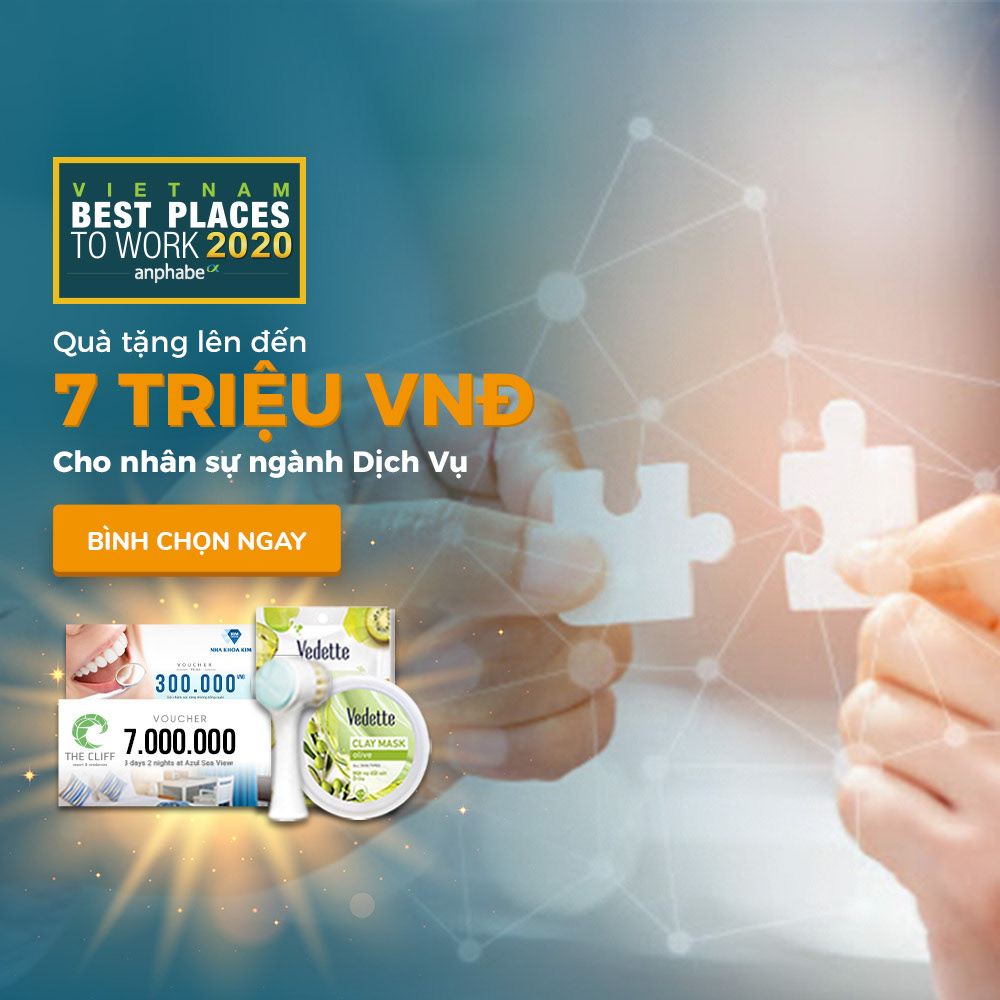 VIETNAM
BEST PLACES
TO WORK 2020
anphabe
Quà tặng lên đến
7 TRIỆU VNĐ
Cho nhân sự ngành Dịch Vụ
BÌNH CHỌN NGAY
NHA KHOA KIM
VOUCHER
300.000 VNĐ
Vedette
THE CLIFF
VOUCHER
7.000.000
3 days 2 nights at Azul Sea View
Vedette
CLAY MASK
olive